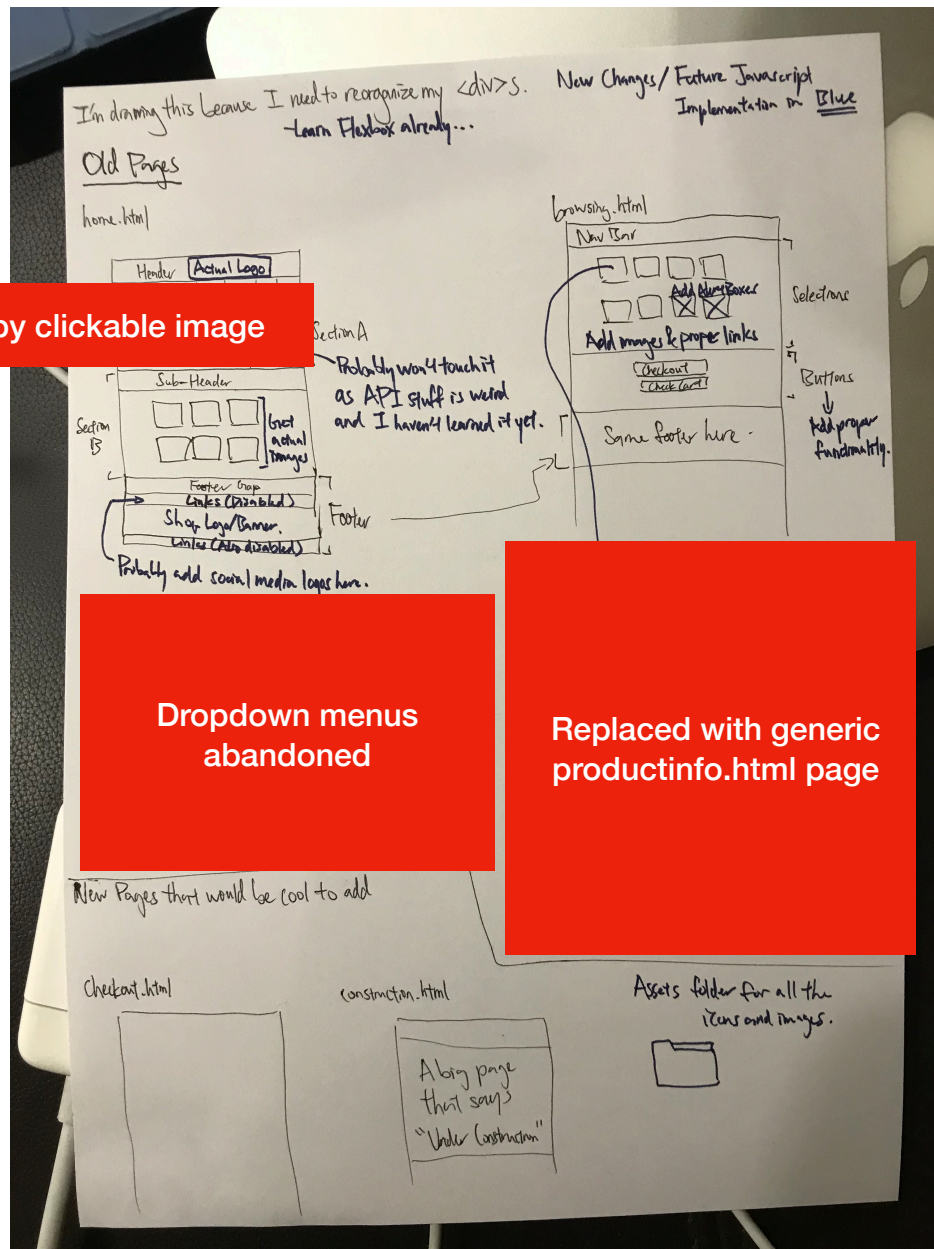 I'm drawing this because I need to reorganize my <div>s.
-Learn Flexbox already...
New Changes/ Future Javascript
Implementation in Blue
Old Pages
home.html
Header Actual Logo
by clickable image
Section A
Probably won't touch it
as API stuff is weird
and I haven't learned it yet.
Sub-Header
Section
B
Get
actual
images
Footer Gap
Links (Disabled)
Shop Logo/Banner.
Links (Also disabled)
Footer
Probably add social media logos here.
browsing.html
Nav Bar
Add Boxes
Selections
Add images & proper links
Checkout
Check Cart
Buttons
Add proper
functionality.
Same footer here.
Dropdown menus
abandoned
Replaced with generic
productinfo.html page
New Pages that would be cool to add
Checkout.html
construction.html
A big page
that says
"Under Construction"
Assets folder for all the
icons and images.